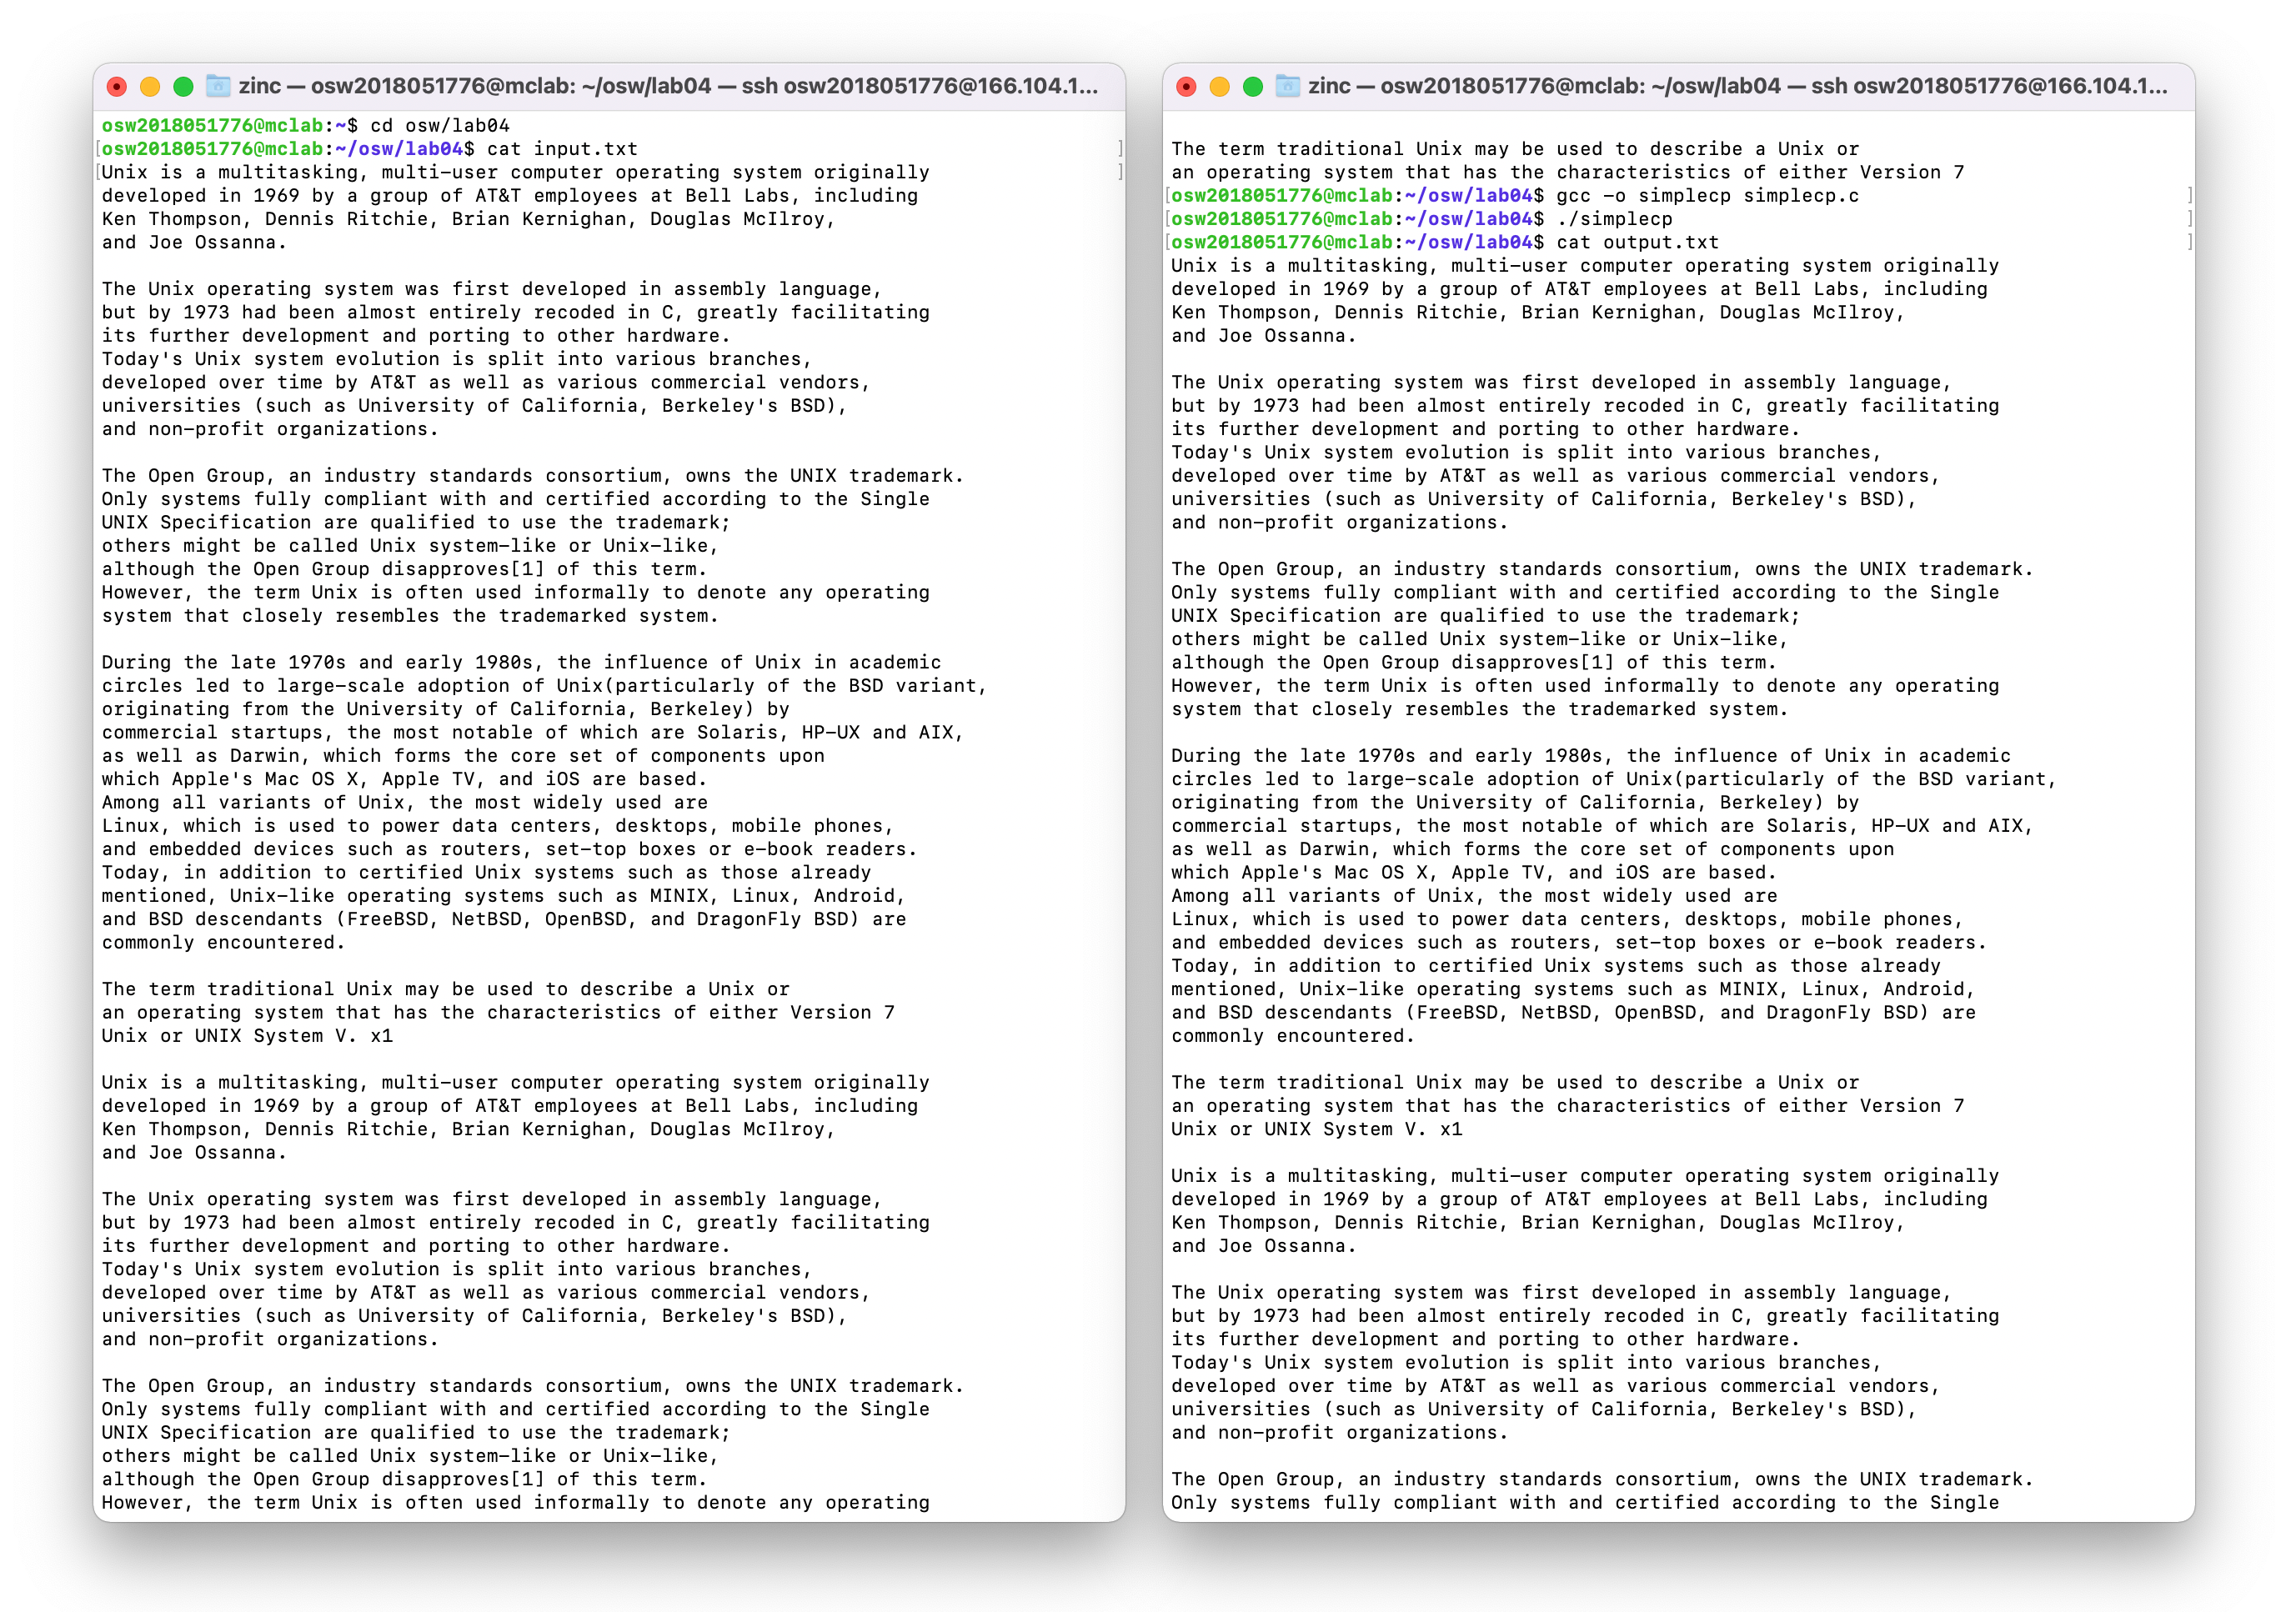 zinc — osw2018051776@mclab: ~/osw/lab04 — ssh osw2018051776@166.104.1...
osw2018051776@mclab:~$ cd osw/lab04
[osw2018051776@mclab:~/osw/lab04$ cat input.txt ]
[Unix is a multitasking, multi-user computer operating system originally ]
developed in 1969 by a group of AT&T employees at Bell Labs, including
Ken Thompson, Dennis Ritchie, Brian Kernighan, Douglas McIlroy,
and Joe Ossanna.

The Unix operating system was first developed in assembly language,
but by 1973 had been almost entirely recoded in C, greatly facilitating
its further development and porting to other hardware.
Today's Unix system evolution is split into various branches,
developed over time by AT&T as well as various commercial vendors,
universities (such as University of California, Berkeley's BSD),
and non-profit organizations.

The Open Group, an industry standards consortium, owns the UNIX trademark.
Only systems fully compliant with and certified according to the Single
UNIX Specification are qualified to use the trademark;
others might be called Unix system-like or Unix-like,
although the Open Group disapproves[1] of this term.
However, the term Unix is often used informally to denote any operating
system that closely resembles the trademarked system.

During the late 1970s and early 1980s, the influence of Unix in academic
circles led to large-scale adoption of Unix(particularly of the BSD variant,
originating from the University of California, Berkeley) by
commercial startups, the most notable of which are Solaris, HP-UX and AIX,
as well as Darwin, which forms the core set of components upon
which Apple's Mac OS X, Apple TV, and iOS are based.
Among all variants of Unix, the most widely used are
Linux, which is used to power data centers, desktops, mobile phones,
and embedded devices such as routers, set-top boxes or e-book readers.
Today, in addition to certified Unix systems such as those already
mentioned, Unix-like operating systems such as MINIX, Linux, Android,
and BSD descendants (FreeBSD, NetBSD, OpenBSD, and DragonFly BSD) are
commonly encountered.

The term traditional Unix may be used to describe a Unix or
an operating system that has the characteristics of either Version 7
Unix or UNIX System V. x1

Unix is a multitasking, multi-user computer operating system originally
developed in 1969 by a group of AT&T employees at Bell Labs, including
Ken Thompson, Dennis Ritchie, Brian Kernighan, Douglas McIlroy,
and Joe Ossanna.

The Unix operating system was first developed in assembly language,
but by 1973 had been almost entirely recoded in C, greatly facilitating
its further development and porting to other hardware.
Today's Unix system evolution is split into various branches,
developed over time by AT&T as well as various commercial vendors,
universities (such as University of California, Berkeley's BSD),
and non-profit organizations.

The Open Group, an industry standards consortium, owns the UNIX trademark.
Only systems fully compliant with and certified according to the Single
UNIX Specification are qualified to use the trademark;
others might be called Unix system-like or Unix-like,
although the Open Group disapproves[1] of this term.
However, the term Unix is often used informally to denote any operating

zinc — osw2018051776@mclab: ~/osw/lab04 — ssh osw2018051776@166.104.1...
The term traditional Unix may be used to describe a Unix or
an operating system that has the characteristics of either Version 7
[osw2018051776@mclab:~/osw/lab04$ gcc -o simplecp simplecp.c ]
[osw2018051776@mclab:~/osw/lab04$ ./simplecp ]
[osw2018051776@mclab:~/osw/lab04$ cat output.txt ]
Unix is a multitasking, multi-user computer operating system originally
developed in 1969 by a group of AT&T employees at Bell Labs, including
Ken Thompson, Dennis Ritchie, Brian Kernighan, Douglas McIlroy,
and Joe Ossanna.

The Unix operating system was first developed in assembly language,
but by 1973 had been almost entirely recoded in C, greatly facilitating
its further development and porting to other hardware.
Today's Unix system evolution is split into various branches,
developed over time by AT&T as well as various commercial vendors,
universities (such as University of California, Berkeley's BSD),
and non-profit organizations.

The Open Group, an industry standards consortium, owns the UNIX trademark.
Only systems fully compliant with and certified according to the Single
UNIX Specification are qualified to use the trademark;
others might be called Unix system-like or Unix-like,
although the Open Group disapproves[1] of this term.
However, the term Unix is often used informally to denote any operating
system that closely resembles the trademarked system.

During the late 1970s and early 1980s, the influence of Unix in academic
circles led to large-scale adoption of Unix(particularly of the BSD variant,
originating from the University of California, Berkeley) by
commercial startups, the most notable of which are Solaris, HP-UX and AIX,
as well as Darwin, which forms the core set of components upon
which Apple's Mac OS X, Apple TV, and iOS are based.
Among all variants of Unix, the most widely used are
Linux, which is used to power data centers, desktops, mobile phones,
and embedded devices such as routers, set-top boxes or e-book readers.
Today, in addition to certified Unix systems such as those already
mentioned, Unix-like operating systems such as MINIX, Linux, Android,
and BSD descendants (FreeBSD, NetBSD, OpenBSD, and DragonFly BSD) are
commonly encountered.

The term traditional Unix may be used to describe a Unix or
an operating system that has the characteristics of either Version 7
Unix or UNIX System V. x1

Unix is a multitasking, multi-user computer operating system originally
developed in 1969 by a group of AT&T employees at Bell Labs, including
Ken Thompson, Dennis Ritchie, Brian Kernighan, Douglas McIlroy,
and Joe Ossanna.

The Unix operating system was first developed in assembly language,
but by 1973 had been almost entirely recoded in C, greatly facilitating
its further development and porting to other hardware.
Today's Unix system evolution is split into various branches,
developed over time by AT&T as well as various commercial vendors,
universities (such as University of California, Berkeley's BSD),
and non-profit organizations.

The Open Group, an industry standards consortium, owns the UNIX trademark.
Only systems fully compliant with and certified according to the Single